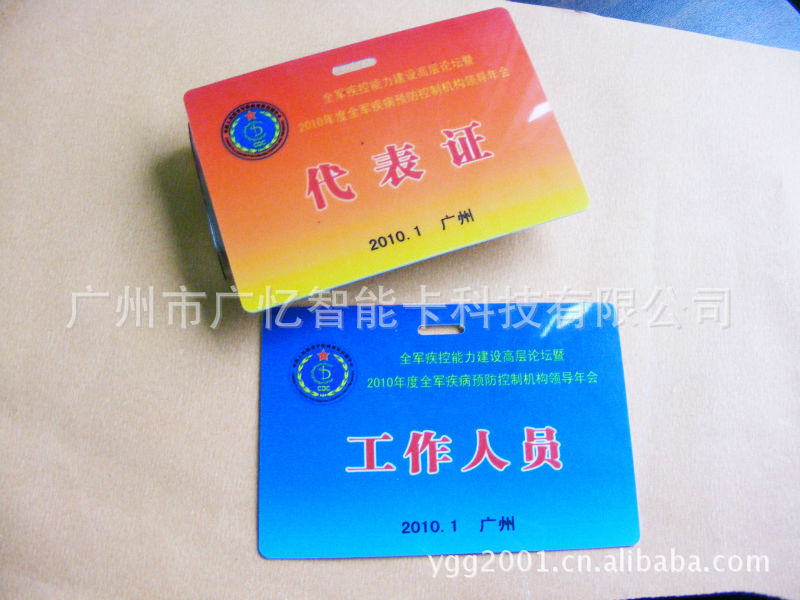 全军疾控能力建设高层论坛暨
2010年度全军疾病预防控制机构领导年会
代表证
2010.1 广州
广州市广忆智能卡科技有限公司
全军疾控能力建设高层论坛暨
2010年度全军疾病预防控制机构领导年会
CDC
工作人员
2010.1 广州
ygg2001.cn.alibaba.com